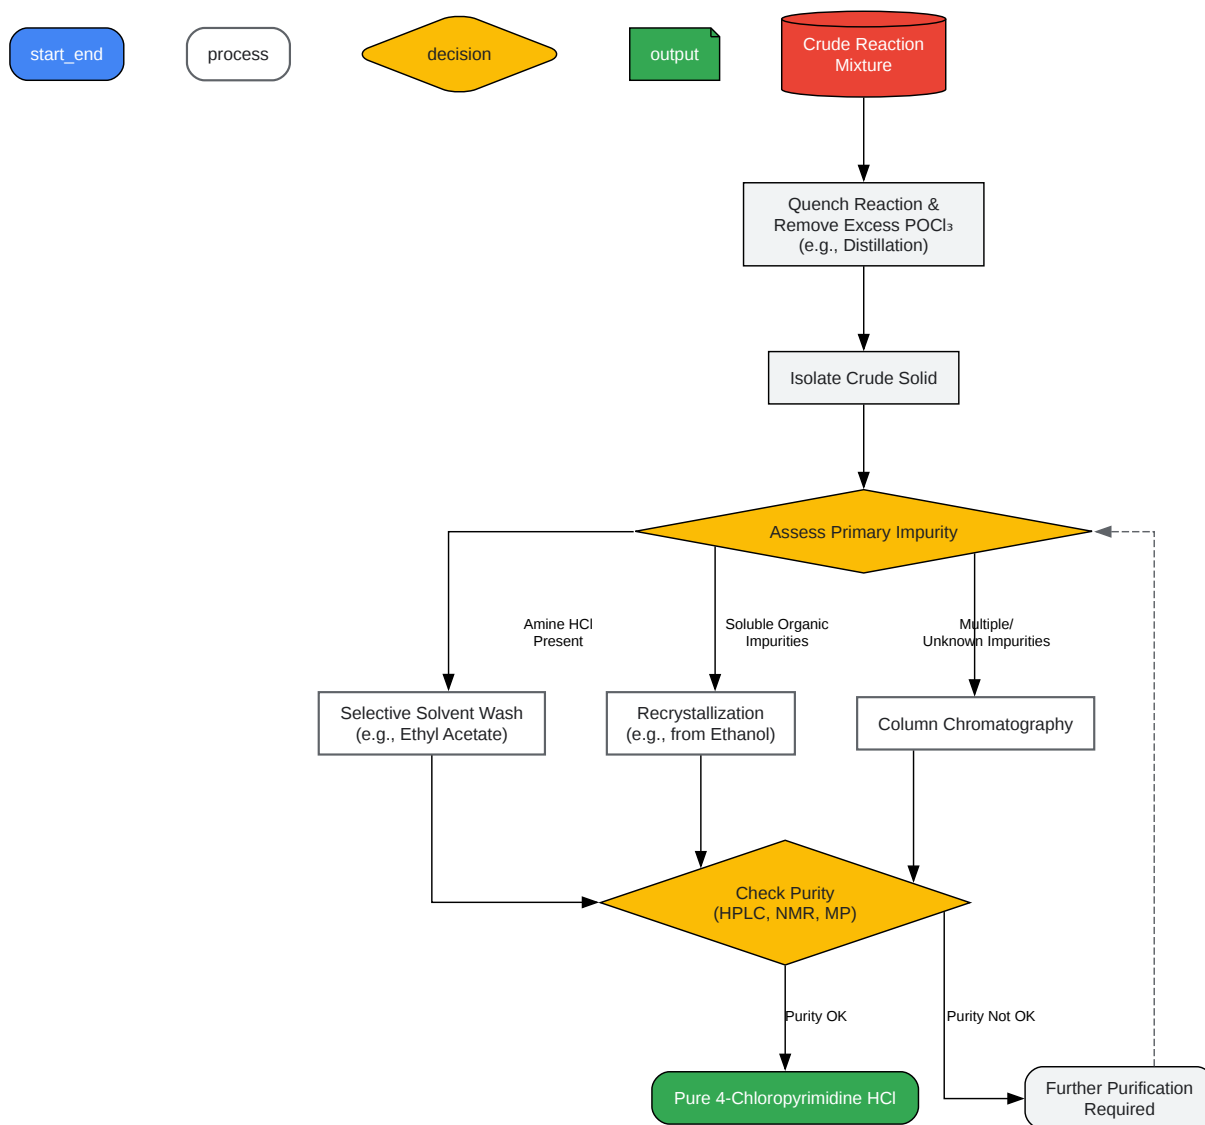 start_end
process
decision
output
Crude Reaction
Mixture
Quench Reaction &
Remove Excess POCl₃
(e.g., Distillation)
Isolate Crude Solid
Assess Primary Impurity
Amine HCl
Present
Soluble Organic
Impurities
Multiple/
Unknown Impurities
Selective Solvent Wash
(e.g., Ethyl Acetate)
Recrystallization
(e.g., from Ethanol)
Column Chromatography
Check Purity
(HPLC, NMR, MP)
Purity OK
Purity Not OK
Pure 4-Chloropyrimidine HCl
Further Purification
Required